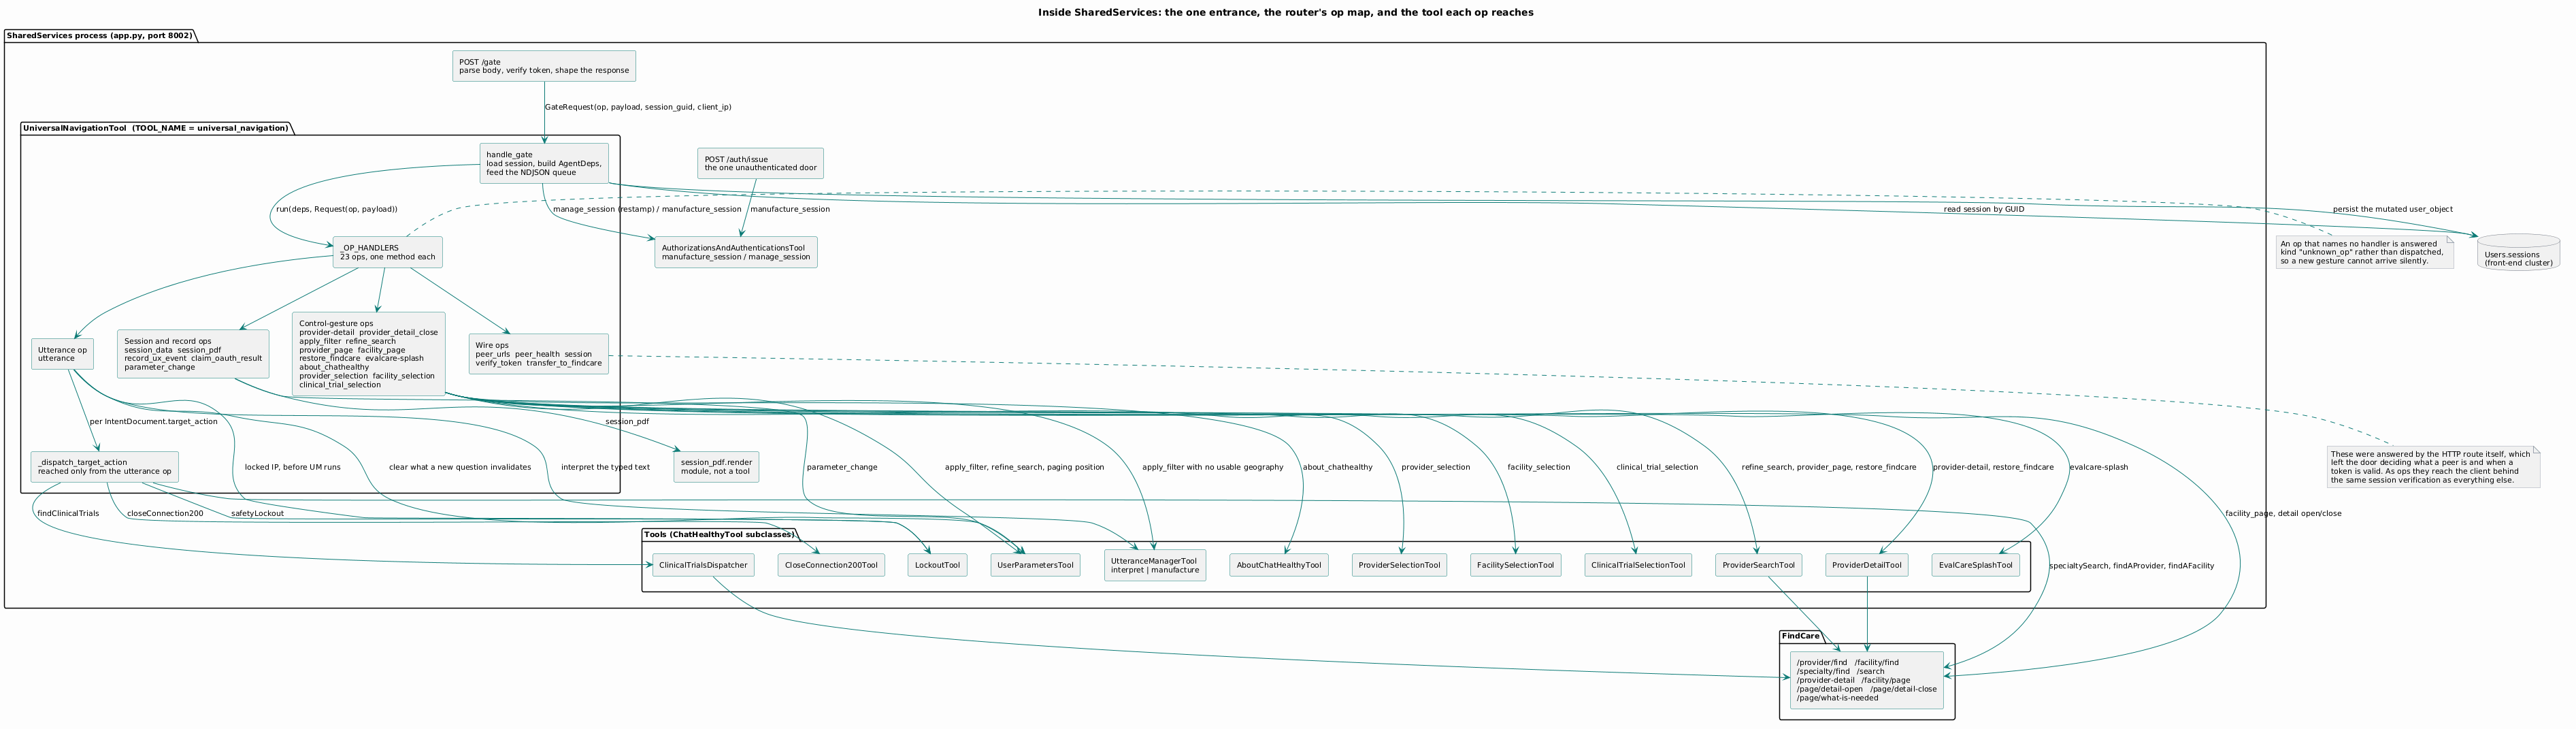 Inside SharedServices: the one entrance, the router's op map, and the tool each op reaches
SharedServices process (app.py, port 8002)
POST /gate
parse body, verify token, shape the response
GateRequest(op, payload, session_guid, client_ip)
UniversalNavigationTool (TOOL_NAME = universal_navigation)
handle_gate
load session, build AgentDeps,
feed the NDJSON queue
POST /auth/issue
the one unauthenticated door
run(deps, Request(op, payload))
manage_session (restamp) / manufacture_session
manufacture_session
read session by GUID
persist the mutated user_object
_OP_HANDLERS
23 ops, one method each
AuthorizationsAndAuthenticationsTool
manufacture_session / manage_session
An op that names no handler is answered
kind "unknown_op" rather than dispatched,
so a new gesture cannot arrive silently.
Users.sessions
(front-end cluster)
Utterance op
utterance
Session and record ops
session_data session_pdf
record_ux_event claim_oauth_result
parameter_change
Control-gesture ops
provider-detail provider_detail_close
apply_filter refine_search
provider_page facility_page
restore_findcare evalcare-splash
about_chathealthy
provider_selection facility_selection
clinical_trial_selection
Wire ops
peer_urls peer_health session
verify_token transfer_to_findcare
per IntentDocument.target_action
session_pdf
_dispatch_target_action
reached only from the utterance op
locked IP, before UM runs
clear what a new question invalidates
interpret the typed text
session_pdf.render
module, not a tool
parameter_change
apply_filter, refine_search, paging position
apply_filter with no usable geography
about_chathealthy
provider_selection
facility_selection
clinical_trial_selection
refine_search, provider_page, restore_findcare
provider-detail, restore_findcare
evalcare-splash
These were answered by the HTTP route itself, which
left the door deciding what a peer is and when a
token is valid. As ops they reach the client behind
the same session verification as everything else.
findClinicalTrials
closeConnection200
safetyLockout
facility_page, detail open/close
Tools (ChatHealthyTool subclasses)
ClinicalTrialsDispatcher
CloseConnection200Tool
LockoutTool
UserParametersTool
UtteranceManagerTool
interpret | manufacture
AboutChatHealthyTool
ProviderSelectionTool
FacilitySelectionTool
ClinicalTrialSelectionTool
ProviderSearchTool
ProviderDetailTool
EvalCareSplashTool
specialtySearch, findAProvider, findAFacility
FindCare
/provider/find /facility/find
/specialty/find /search
/provider-detail /facility/page
/page/detail-open /page/detail-close
/page/what-is-needed